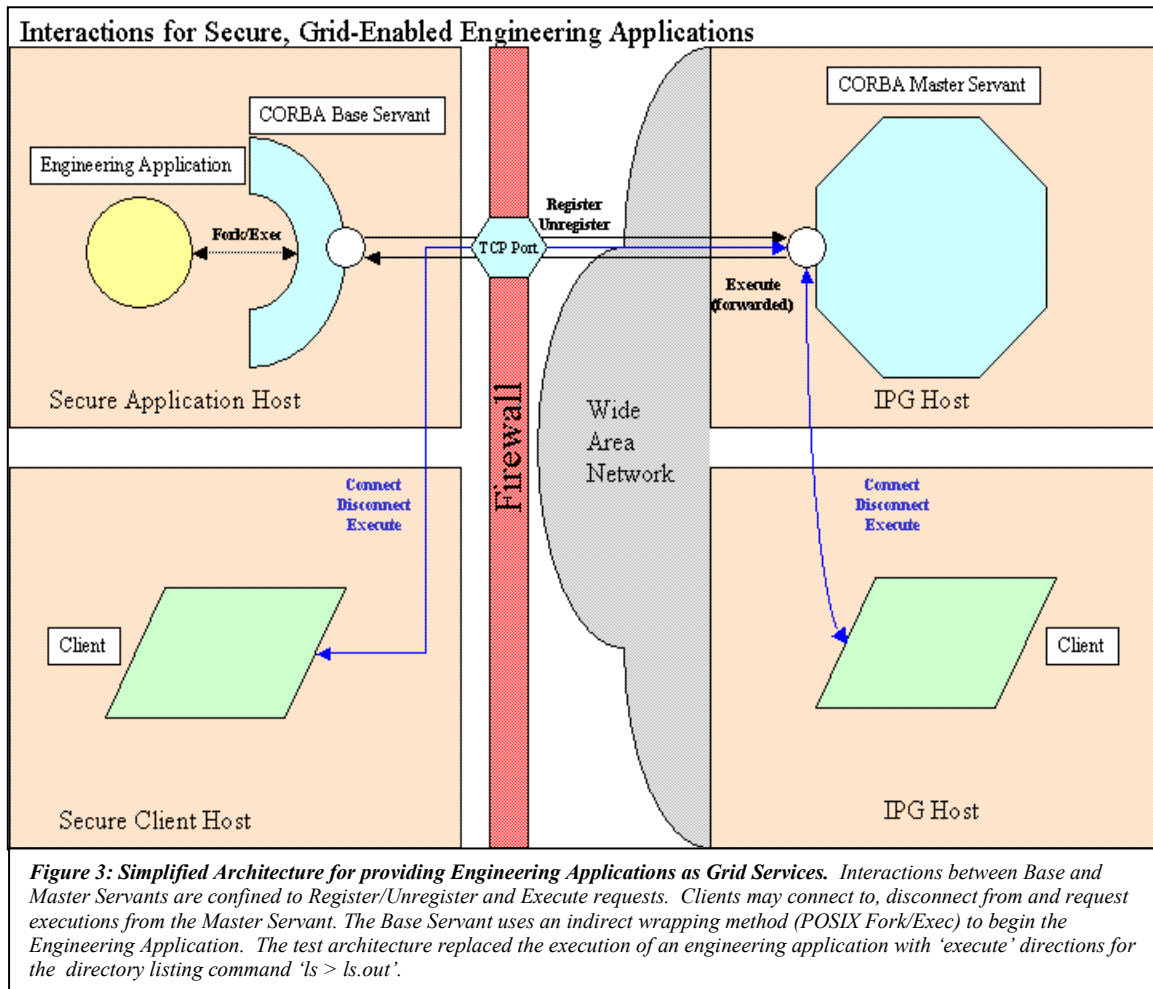 Interactions for Secure, Grid-Enabled Engineering Applications
CORBA Base Servant
Engineering Application
Fork/Exec
Secure Application Host
Register
Unregister
TCP Port
Execute
(forwarded)
CORBA Master Servant
IPG Host
Firewall
Wide
Area
Network
Connect
Disconnect
Execute
Client
Secure Client Host
Connect
Disconnect
Execute
Client
IPG Host
Figure 3: Simplified Architecture for providing Engineering Applications as Grid Services. Interactions between Base and
Master Servants are confined to Register/Unregister and Execute requests. Clients may connect to, disconnect from and request
executions from the Master Servant. The Base Servant uses an indirect wrapping method (POSIX Fork/Exec) to begin the
Engineering Application. The test architecture replaced the execution of an engineering application with ‘execute’ directions for
the directory listing command ‘ls > ls.out’.